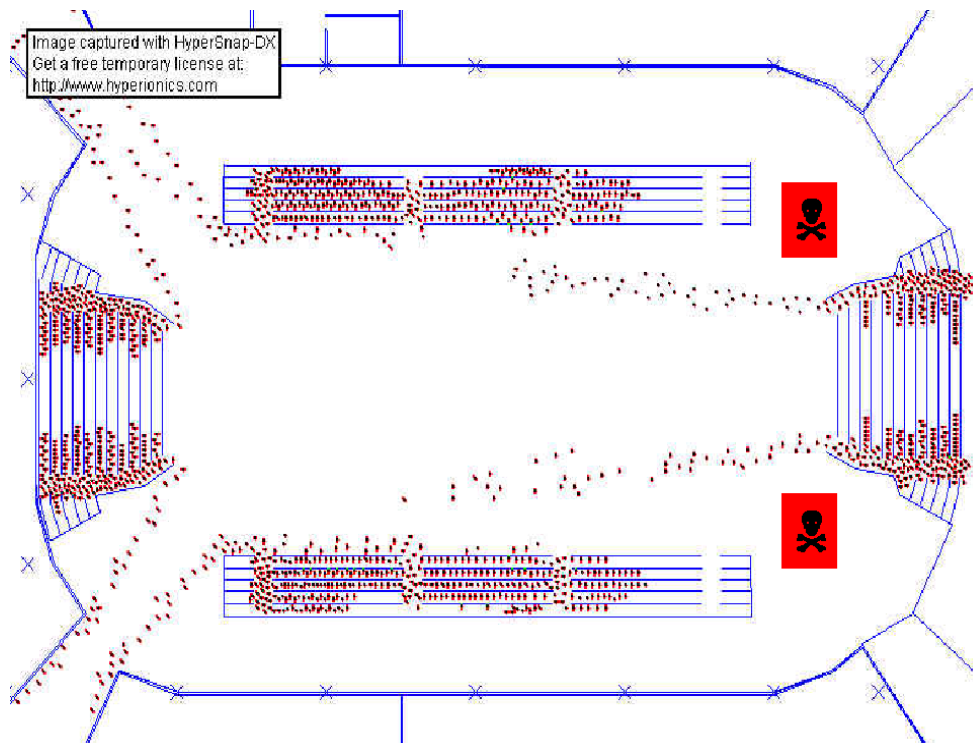 Image captured with HyperSnap-DX
Get a free temporary license at:
http://www.hyperionics.com